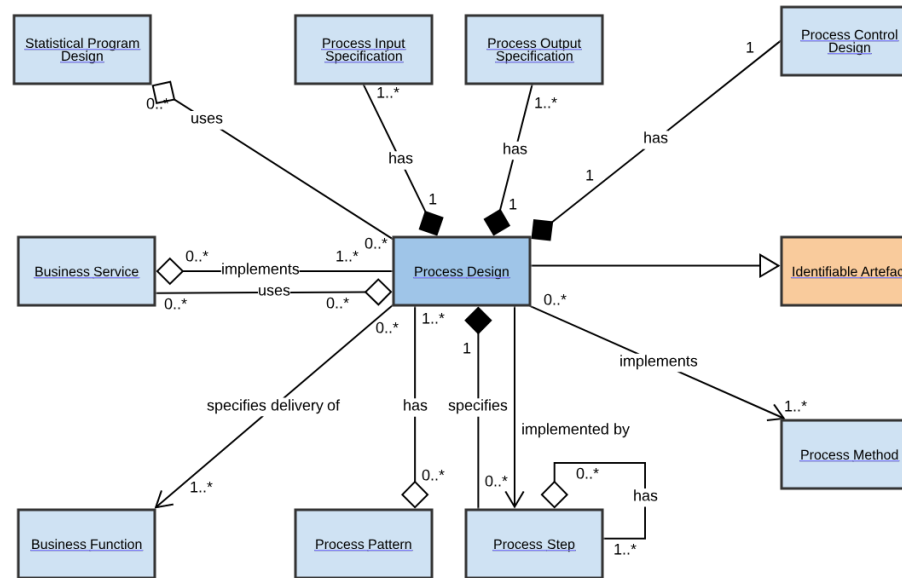 Statistical Program
Design
Process Input
Specification
Process Output
Specification
Process Control
Design
0..*
uses
1..*
has
1
1..*
has
1
1
has
1
0..*
Business Service
0..*
implements
1..*
0..*
uses
0..*
Process Design
Identifiable Artefac
0..*
1..*
1
0..*
implements
1..*
specifies delivery of
has
specifies
implemented by
Process Method
1..*
0..*
0..*
0..*
has
1..*
Business Function
Process Pattern
Process Step